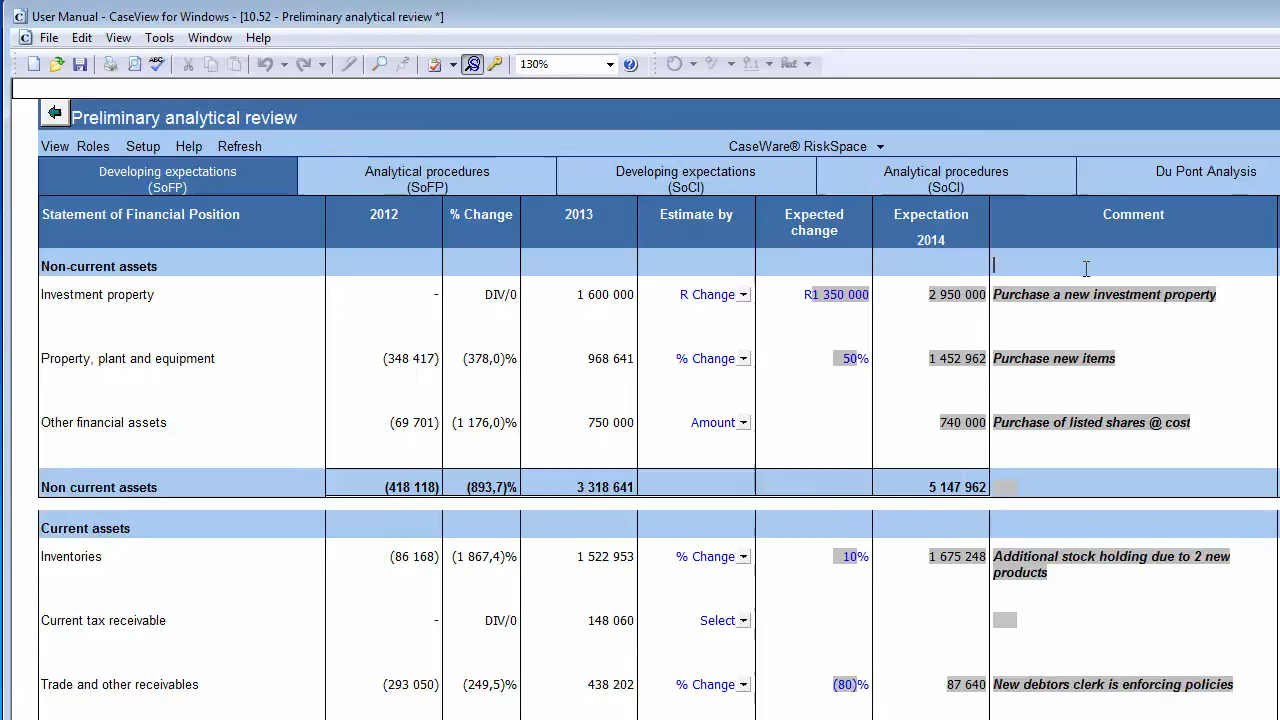 User Manual - CaseView for Windows - [10.52 - Preliminary analytical review *]
File Edit View Tools Window Help
130%
Preliminary analytical review
View Roles Setup Help Refresh CaseWare® RiskSpace
Developing expectations (SoFP) Analytical procedures (SoFP) Developing expectations (SoCI) Analytical procedures (SoCI) Du Pont Analysis
Statement of Financial Position 2012 % Change 2013 Estimate by Expected change Expectation 2014 Comment
Non-current assets
Investment property - DIV/0 1 600 000 R Change R1 350 000 2 950 000 Purchase a new investment property
Property, plant and equipment (348 417) (378,0)% 968 641 % Change 50% 1 452 962 Purchase new items
Other financial assets (69 701) (1 176,0)% 750 000 Amount 740 000 Purchase of listed shares @ cost
Non current assets (418 118) (893,7)% 3 318 641 5 147 962
Current assets
Inventories (86 168) (1 867,4)% 1 522 953 % Change 10% 1 675 248 Additional stock holding due to 2 new
products
Current tax receivable - DIV/0 148 060 Select
Trade and other receivables (293 050) (249,5)% 438 202 % Change (80)% 87 640 New debtors clerk is enforcing policies